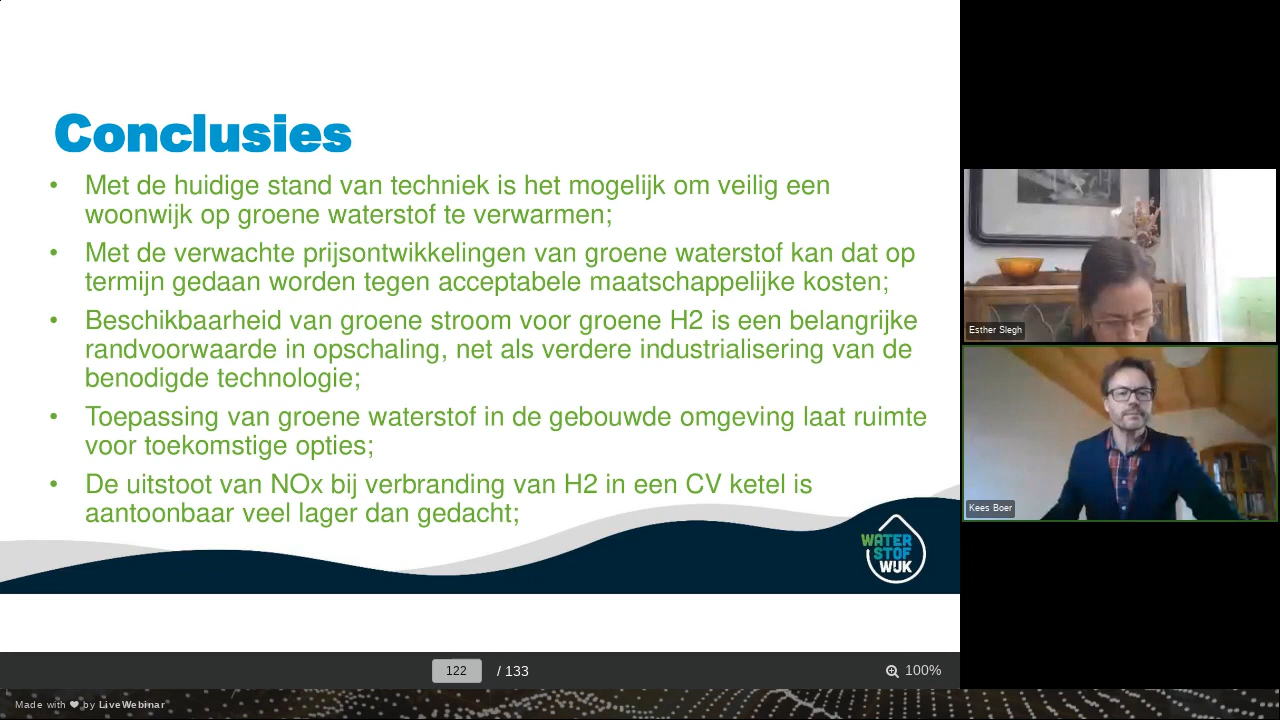 Conclusies
• Met de huidige stand van techniek is het mogelijk om veilig een
woonwijk op groene waterstof te verwarmen;
• Met de verwachte prijsontwikkelingen van groene waterstof kan dat op
termijn gedaan worden tegen acceptabele maatschappelijke kosten;
• Beschikbaarheid van groene stroom voor groene H2 is een belangrijke
randvoorwaarde in opschaling, net als verdere industrialisering van de
benodigde technologie;
• Toepassing van groene waterstof in de gebouwde omgeving laat ruimte
voor toekomstige opties;
• De uitstoot van NOx bij verbranding van H2 in een CV ketel is
aantoonbaar veel lager dan gedacht;
WATER
STOF
WIJK
Esther Slegh
Kees Boer
122 / 133
100%
Made with ❤ by LiveWebinar